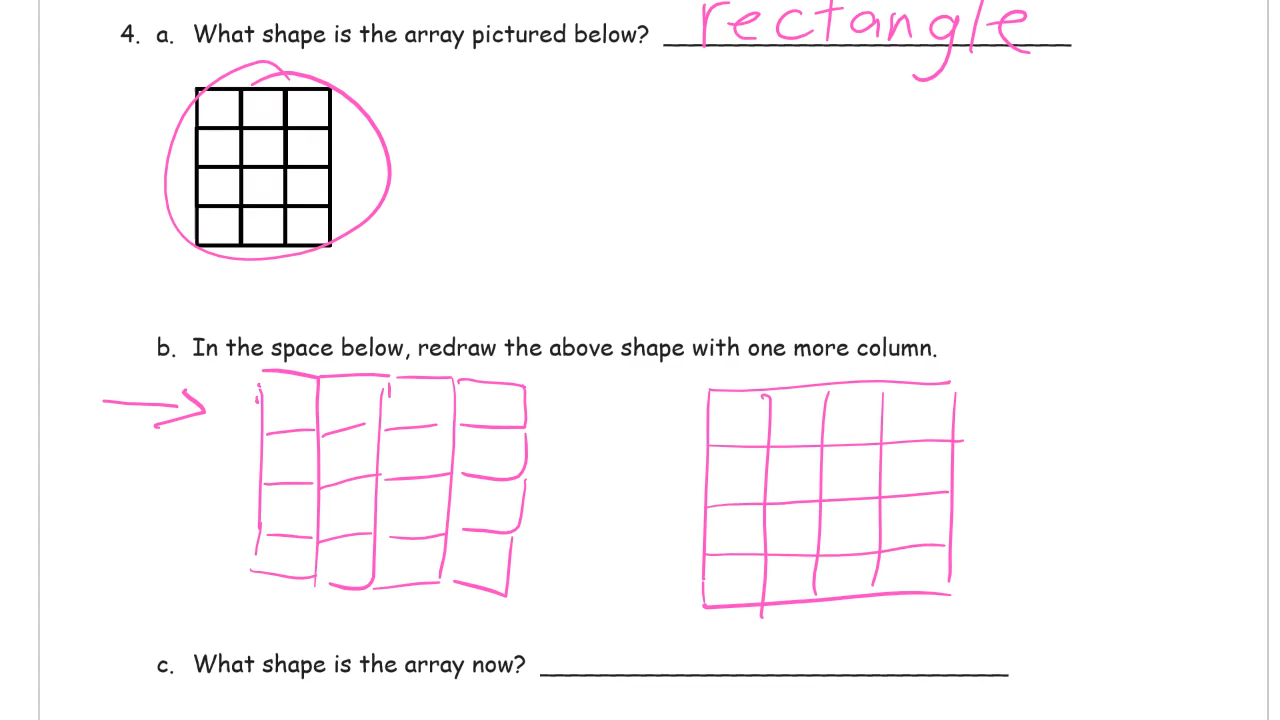 4. a. What shape is the array pictured below? rectangle
b. In the space below, redraw the above shape with one more column.
c. What shape is the array now?